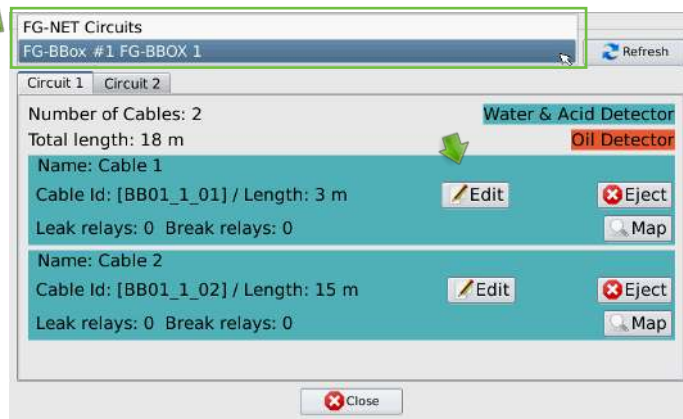 FG-NET Circuits
FG-BBox #1 FG-BBOX 1
Refresh
Circuit 1 Circuit 2
Number of Cables: 2 Water & Acid Detector
Total length: 18 m Oil Detector
Name: Cable 1
Cable Id: [BB01_1_01] / Length: 3 m Edit Eject
Leak relays: 0 Break relays: 0 Map
Name: Cable 2
Cable Id: [BB01_1_02] / Length: 15 m Edit Eject
Leak relays: 0 Break relays: 0 Map
Close